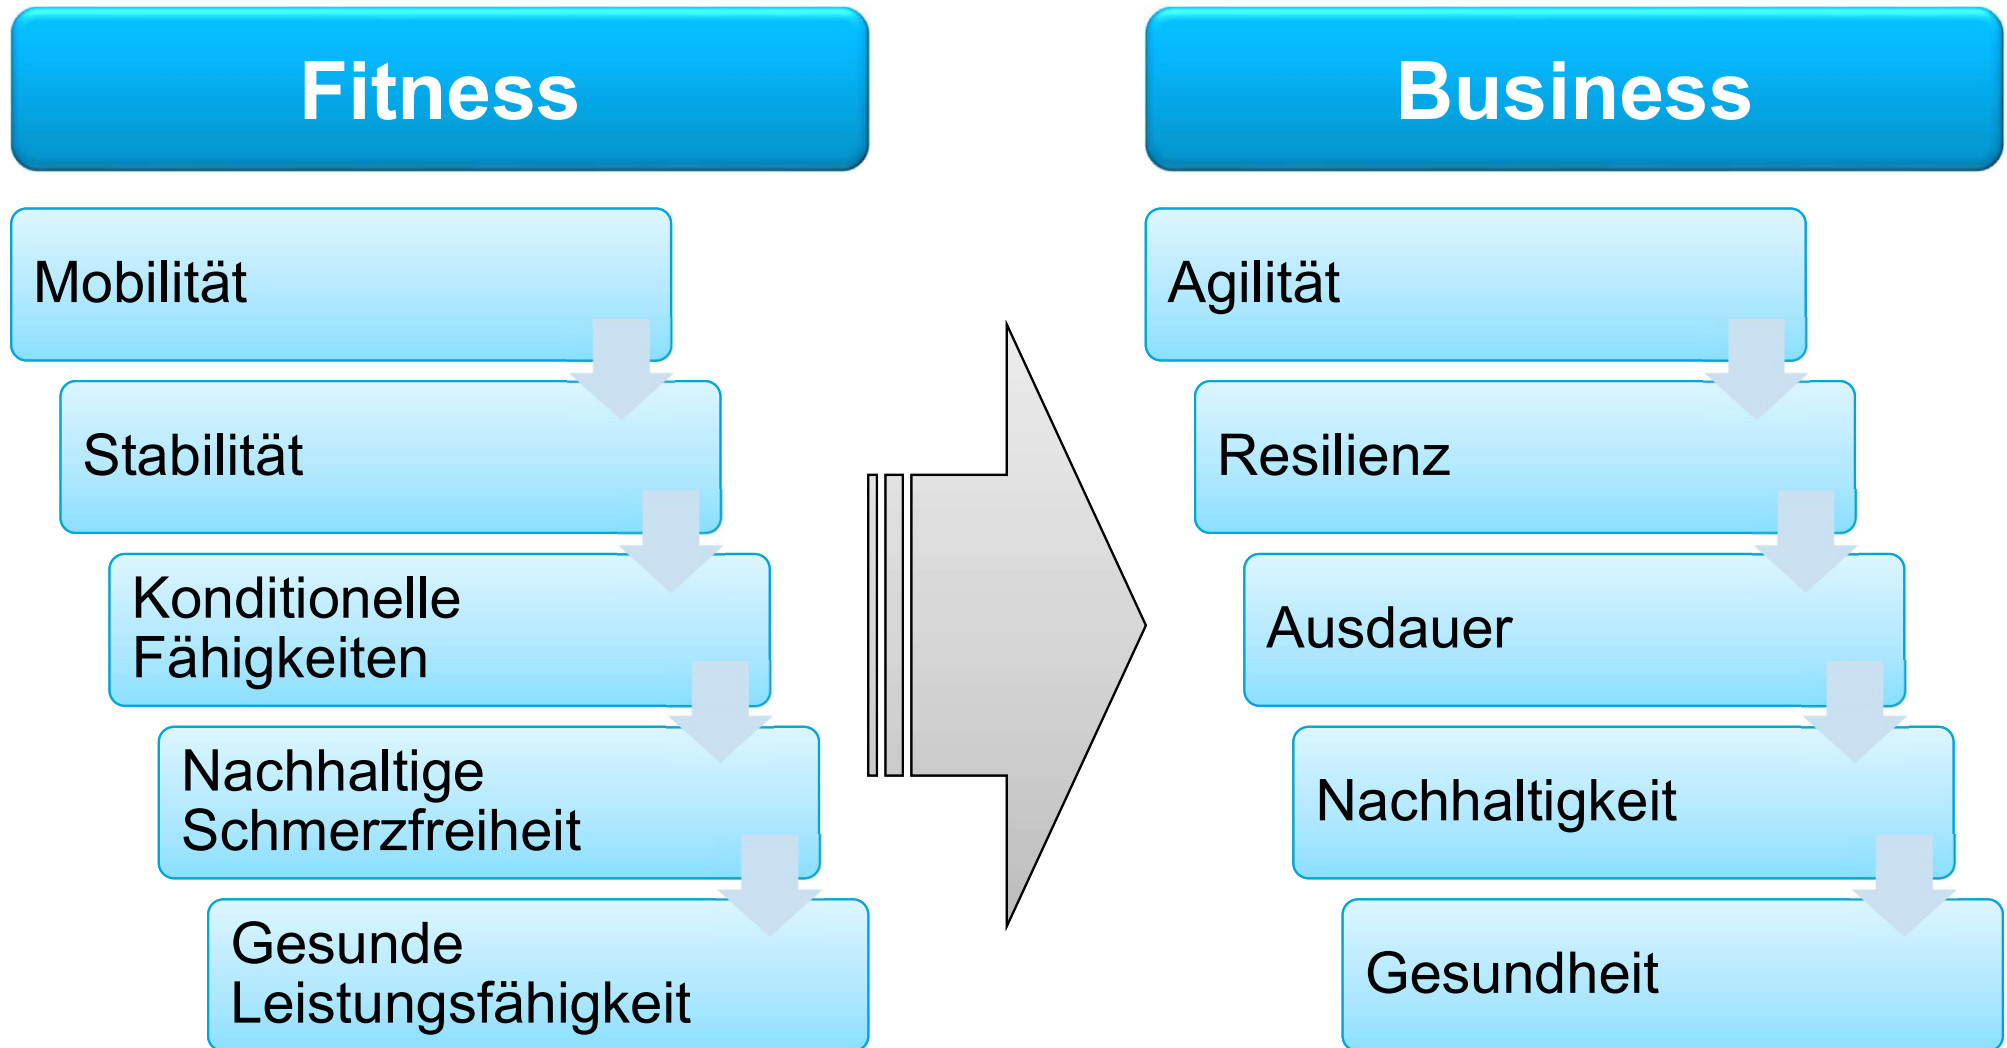 Fitness
Mobilität
Stabilität
Konditionelle
Fähigkeiten
Nachhaltige
Schmerzfreiheit
Gesunde
Leistungsfähigkeit
Business
Agilität
Resilienz
Ausdauer
Nachhaltigkeit
Gesundheit